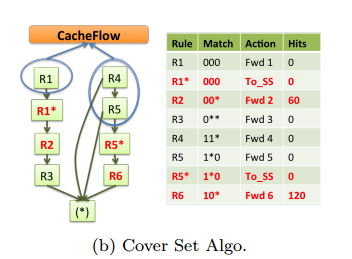 CacheFlow
R1
R4
R1*
R5
R2
R5*
R3
R6
(*)
Rule Match Action Hits
R1 000 Fwd 1 0
R1* 000 To_SS 0
R2 00* Fwd 2 60
R3 0** Fwd 3 0
R4 11* Fwd 4 0
R5 1*0 Fwd 5 0
R5* 1*0 To_SS 0
R6 10* Fwd 6 120
(b) Cover Set Algo.